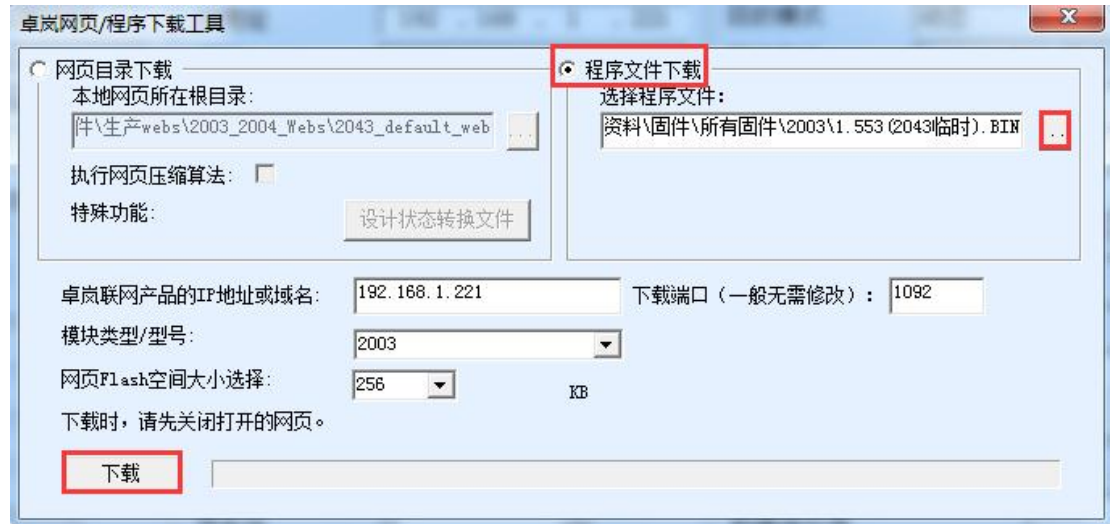 卓岚网页/程序下载工具
网页目录下载
本地网页所在根目录:
件\生产webs\2003_2004_Webs\2043_default_web
...
执行网页压缩算法:
特殊功能:
设计状态转换文件
程序文件下载
选择程序文件:
资料\固件\所有固件\2003\1.553(2043临时).BIN
..
卓岚联网产品的IP地址或域名:
192.168.1.221
下载端口（一般无需修改）:
1092
模块类型/型号:
2003
网页Flash空间大小选择:
256
KB
下载时，请先关闭打开的网页。
下载